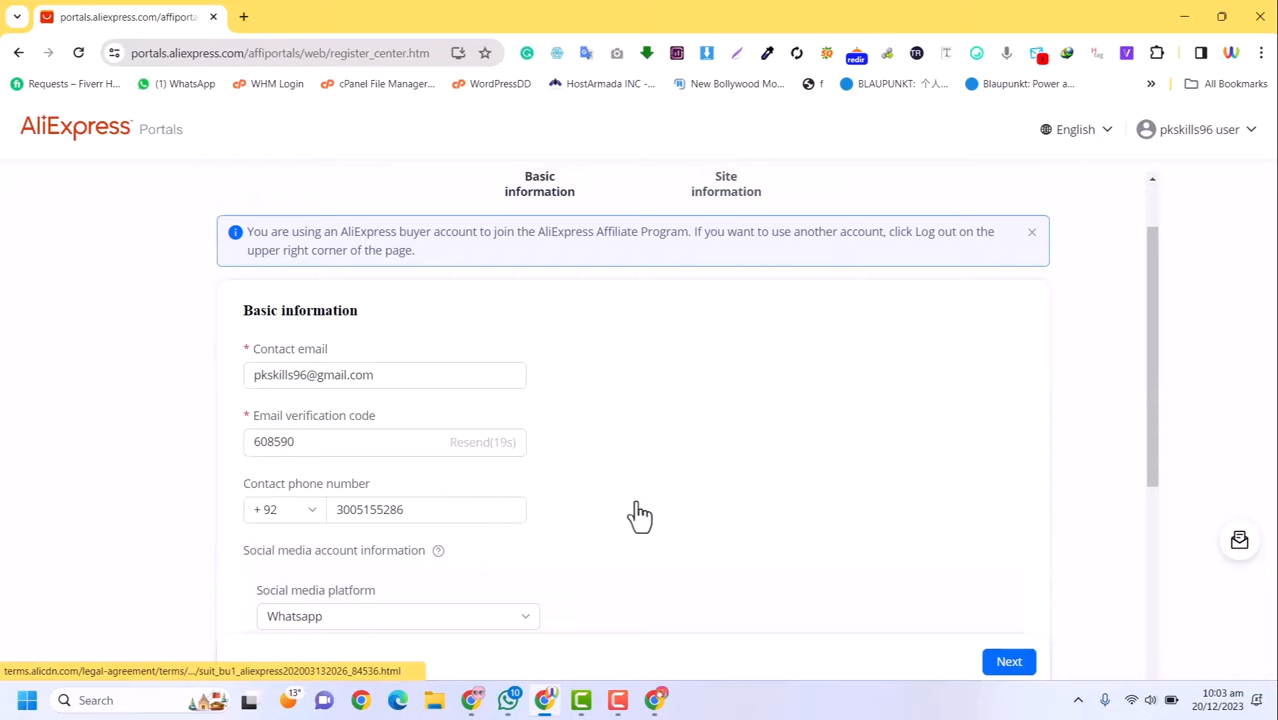 portals.aliexpress.com/affiporta
portals.aliexpress.com/affiportals/web/register_center.htm
redir
TR
T
1
Hag
Requests – Fiverr H...
(1) WhatsApp
WHM Login
cPanel File Manager...
WordPressDD
HostArmada INC -...
New Bollywood Mo...
f
BLAUPUNKT: 个人...
Blaupunkt: Power a...
»
All Bookmarks
AliExpress™ Portals
English
pkskills96 user
Basic information
Site information
You are using an AliExpress buyer account to join the AliExpress Affiliate Program. If you want to use another account, click Log out on the
upper right corner of the page.
Basic information
* Contact email
pkskills96@gmail.com
* Email verification code
608590
Resend(19s)
Contact phone number
+ 92
3005155286
Social media account information
Social media platform
Whatsapp
Next
terms.alicdn.com/legal-agreement/terms/.../suit_bu1_aliexpress202003132026_84536.html
Search
13°
10
10:03 am
20/12/2023